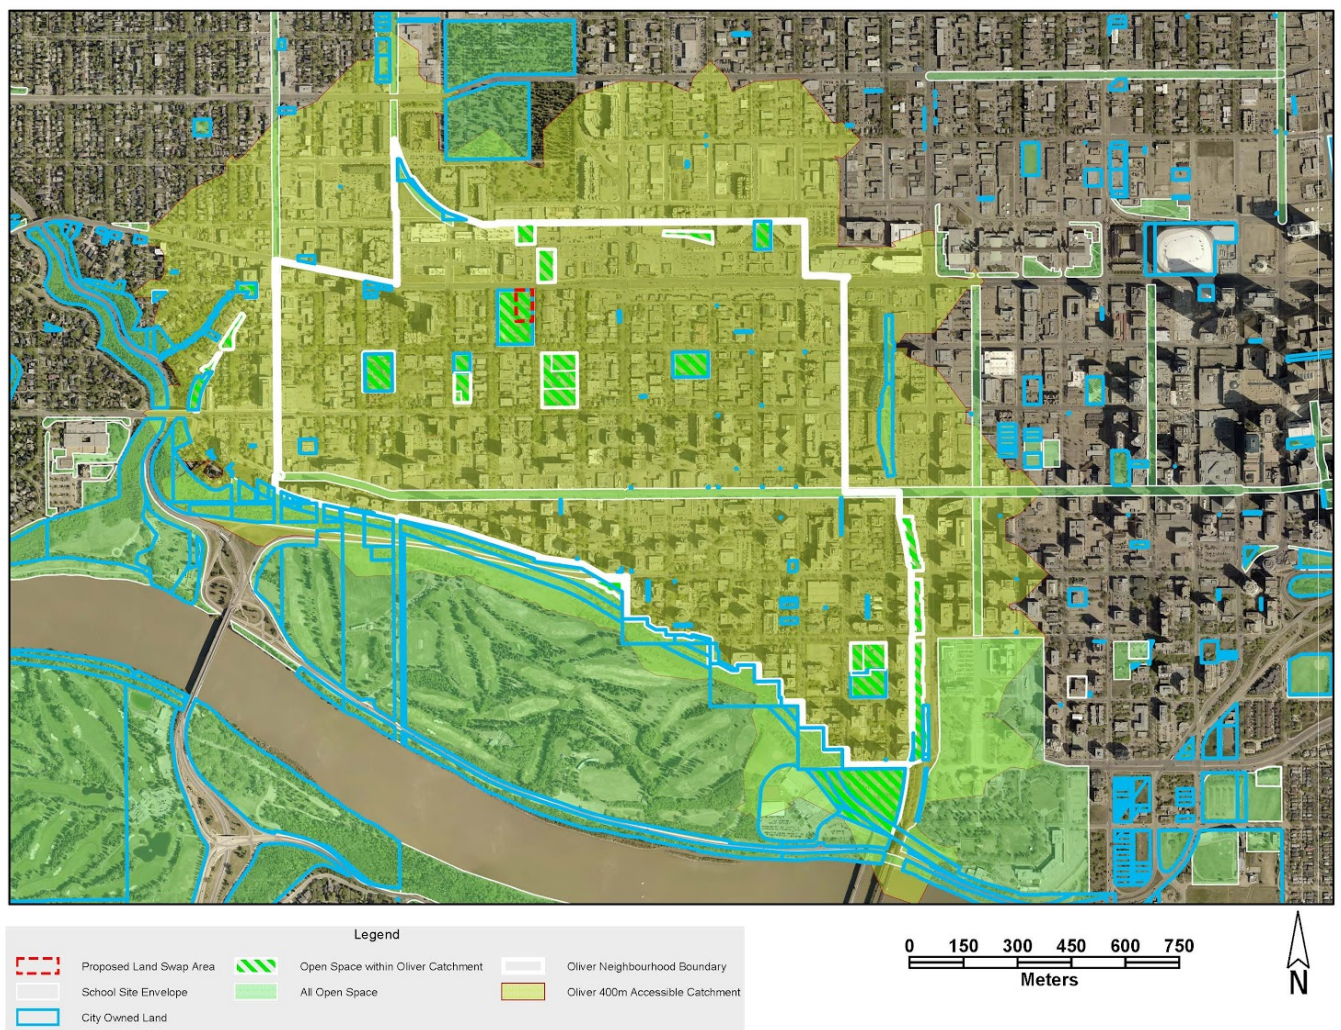 Legend
Proposed Land Swap Area
Open Space within Oliver Catchment
Oliver Neighbourhood Boundary
School Site Envelope
All Open Space
Oliver 400m Accessible Catchment
City Owned Land
0 150 300 450 600 750
Meters
N